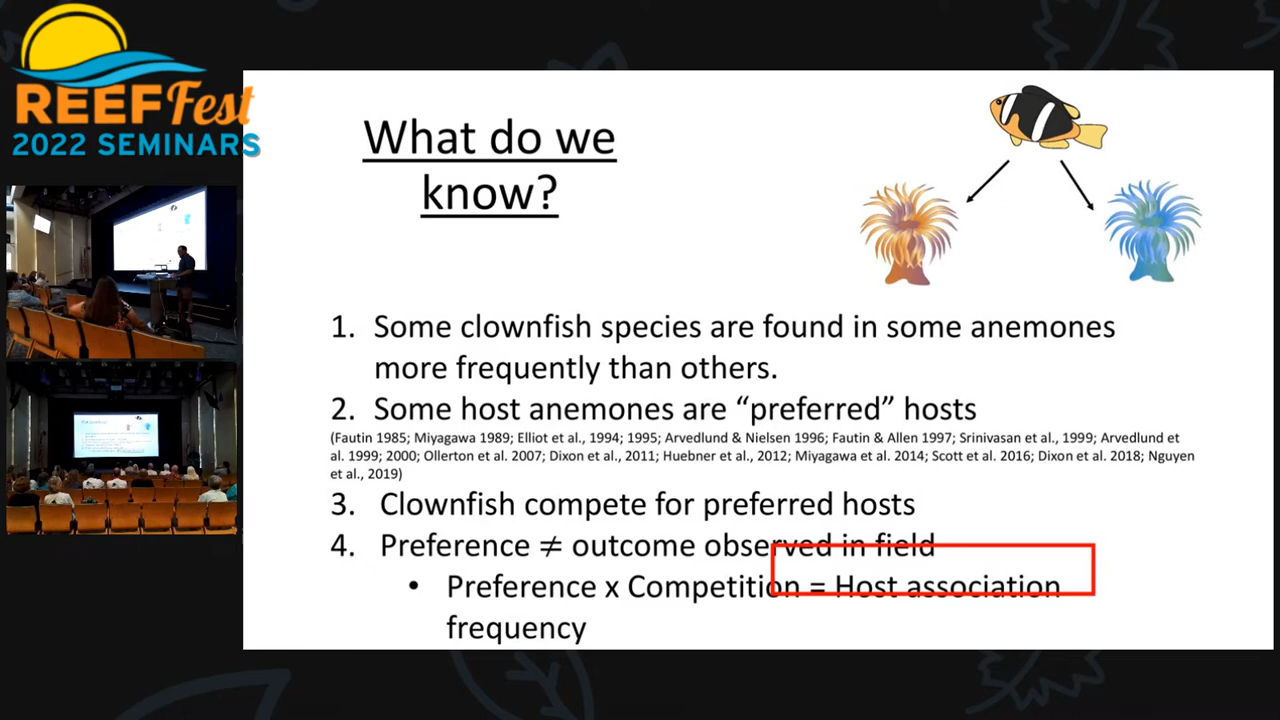 REEF Fest
2022 SEMINARS
What do we
know?
1. Some clownfish species are found in some anemones
more frequently than others.
2. Some host anemones are “preferred” hosts
(Fautin 1985; Miyagawa 1989; Elliot et al., 1994; 1995; Arvedlund & Nielsen 1996; Fautin & Allen 1997; Srinivasan et al., 1999; Arvedlund et
al. 1999; 2000; Ollerton et al. 2007; Dixon et al., 2011; Huebner et al., 2012; Miyagawa et al. 2014; Scott et al. 2016; Dixon et al. 2018; Nguyen
et al., 2019)
3. Clownfish compete for preferred hosts
4. Preference ≠ outcome observed in field
• Preference x Competition = Host association
frequency